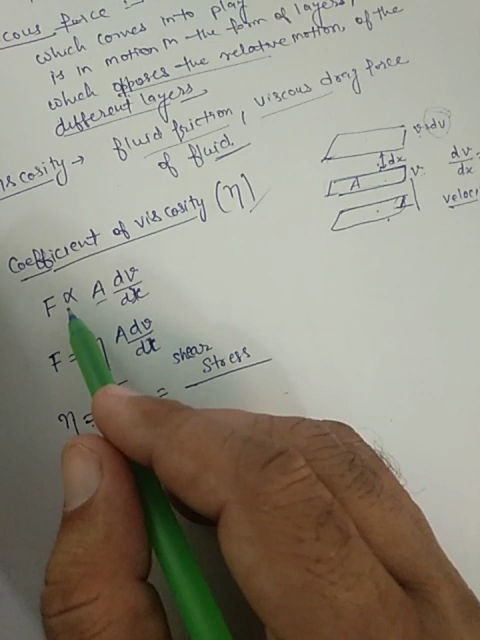 cous force :-
which comes into play
is in motion in the form of layers,
which opposes the relative motion, of the
different layers
iscosity → fluid friction, viscous drag force
of fluid.
v+dv
dx
A
v
dv/dx =
veloci
Coefficient of viscosity (η)
F ∝ A dv/dx
F = η A dv/dx
η = = shear stress